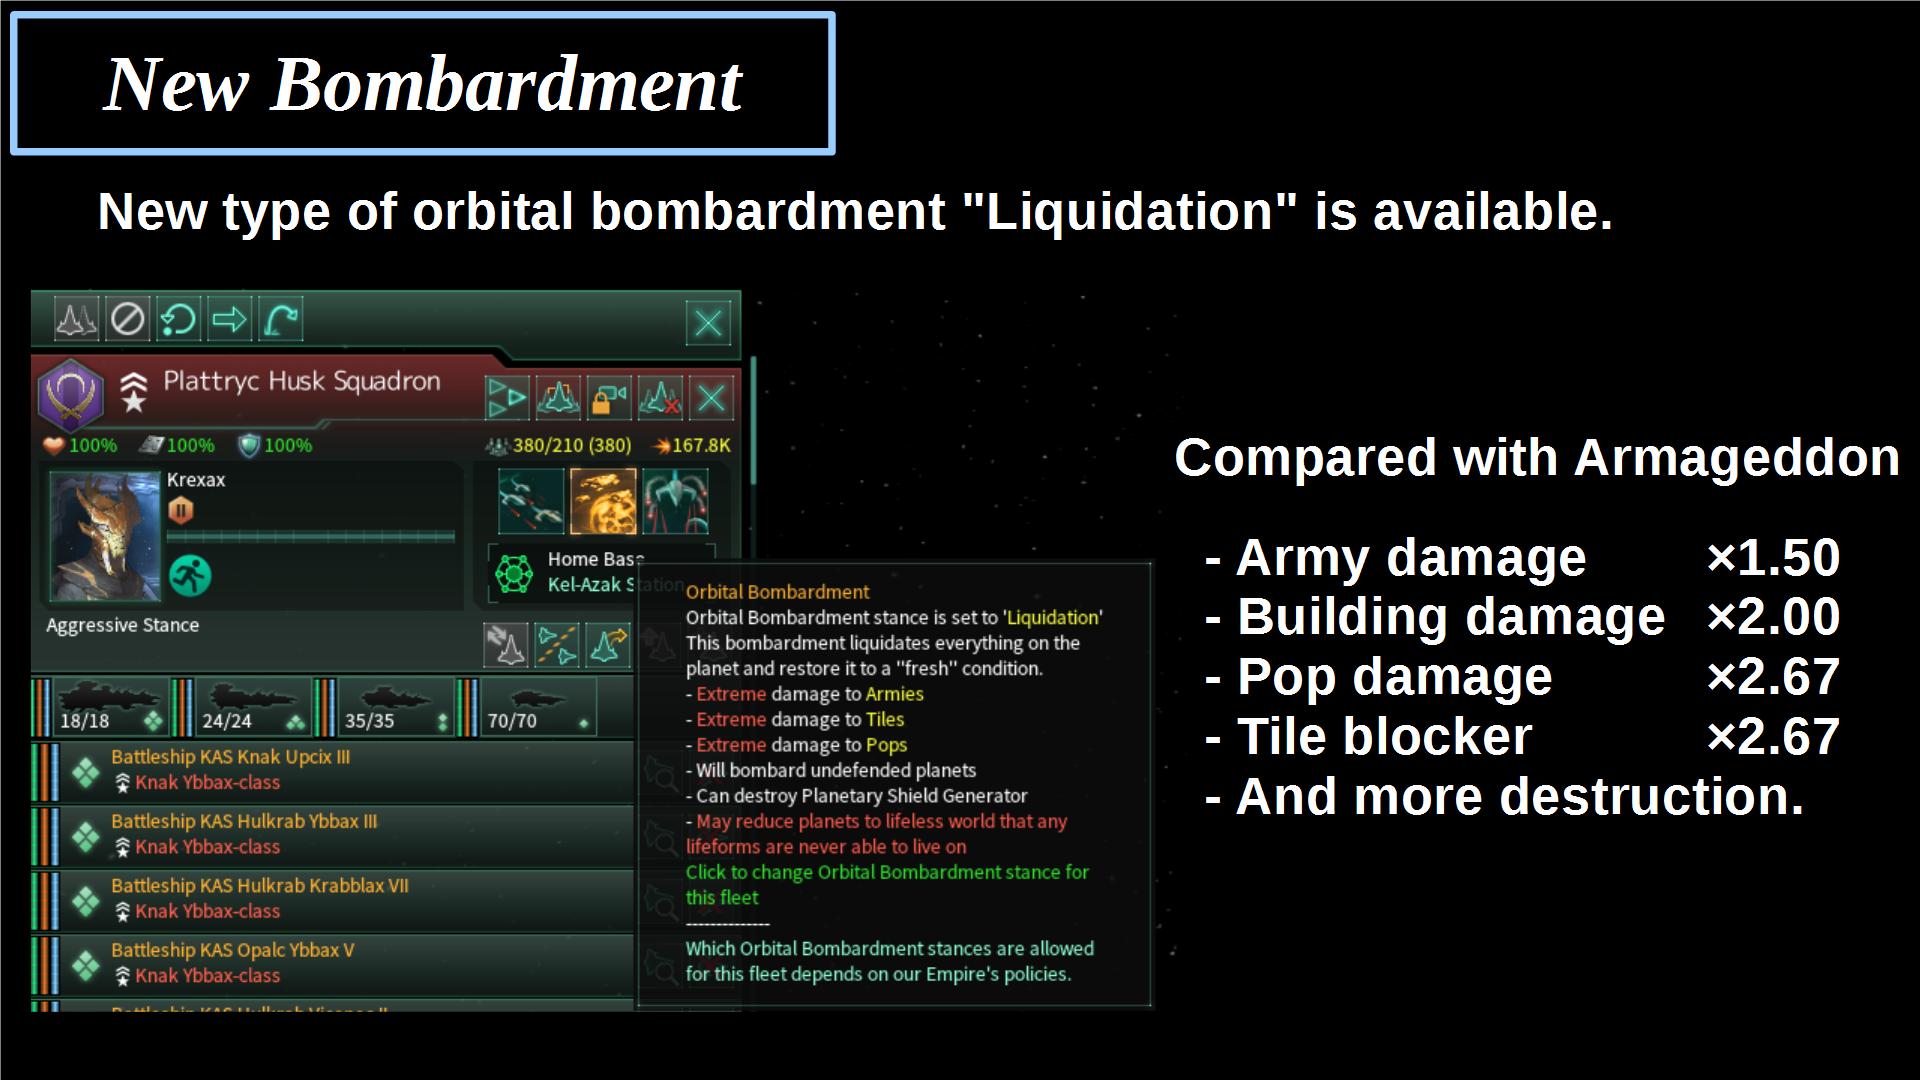 New Bombardment
New type of orbital bombardment "Liquidation" is available.
Plattryc Husk Squadron
100% 100% 100% 380/210 (380) 167.8K
Krexax
II
Home Base
Kel-Azak Station
Aggressive Stance
18/18 24/24 35/35 70/70
Battleship KAS Knak Upcix III
Knak Ybbax-class
Battleship KAS Hulkrab Ybbax III
Knak Ybbax-class
Battleship KAS Hulkrab Krabblax VII
Knak Ybbax-class
Battleship KAS Opalc Ybbax V
Knak Ybbax-class
Orbital Bombardment
Orbital Bombardment stance is set to 'Liquidation'
This bombardment liquidates everything on the
planet and restore it to a "fresh" condition.
- Extreme damage to Armies
- Extreme damage to Tiles
- Extreme damage to Pops
- Will bombard undefended planets
- Can destroy Planetary Shield Generator
- May reduce planets to lifeless world that any
lifeforms are never able to live on
Click to change Orbital Bombardment stance for
this fleet
--------------
Which Orbital Bombardment stances are allowed
for this fleet depends on our Empire's policies.
Compared with Armageddon
- Army damage ×1.50
- Building damage ×2.00
- Pop damage ×2.67
- Tile blocker ×2.67
- And more destruction.